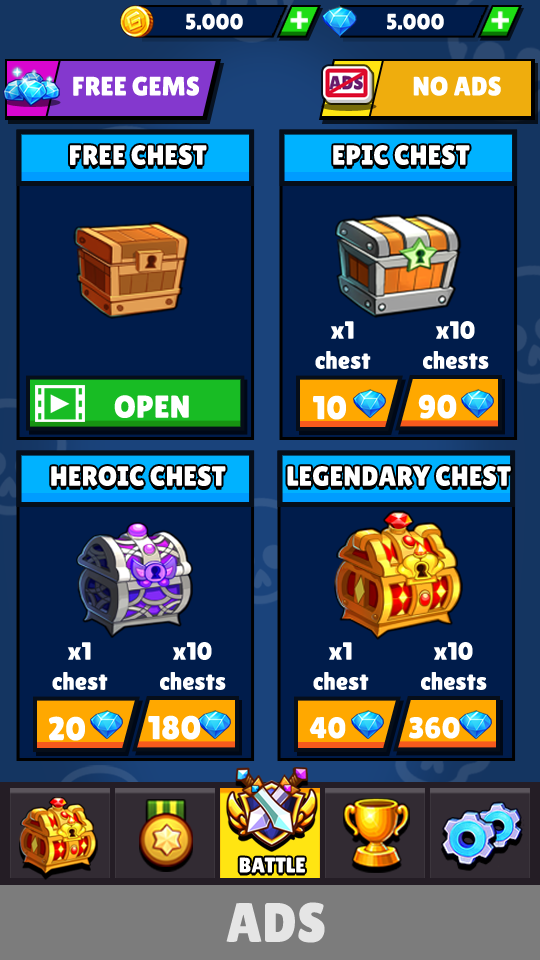 5.000
5.000
FREE GEMS
ADS
NO ADS
FREE CHEST
EPIC CHEST
x1
chest
x10
chests
OPEN
10
90
HEROIC CHEST
LEGENDARY CHEST
x1
chest
x10
chests
x1
chest
x10
chests
20
180
40
360
BATTLE
ADS